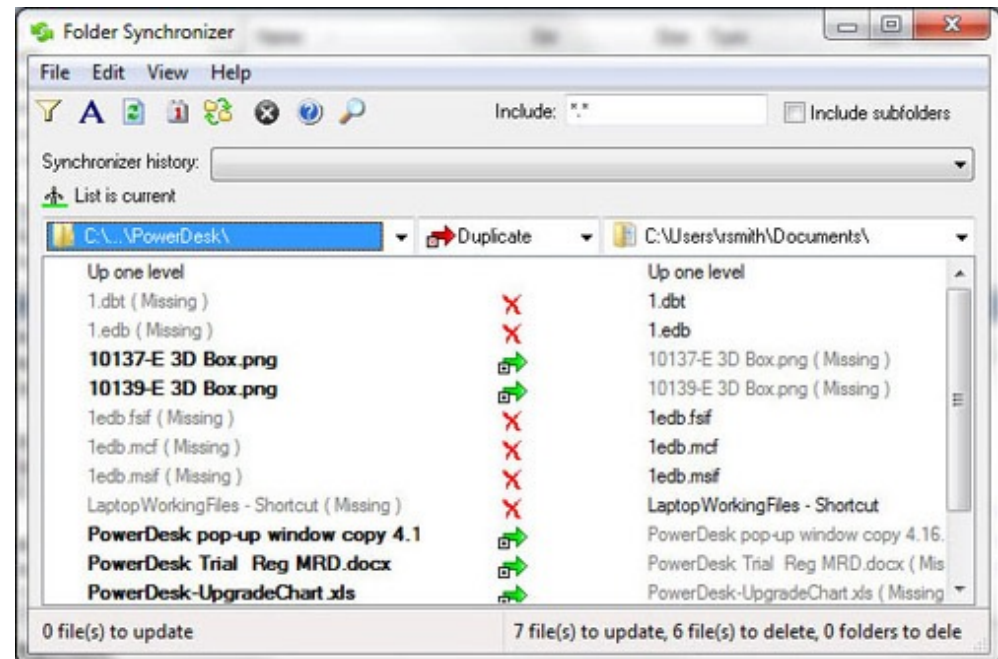 Folder Synchronizer
File Edit View Help
Include: *.* Include subfolders
Synchronizer history:
List is current
C:\...\PowerDesk\ Duplicate C:\Users\rsmith\Documents\
Up one level Up one level
1.dbt ( Missing ) 1.dbt
1.edb ( Missing ) 1.edb
10137-E 3D Box.png 10137-E 3D Box.png ( Missing )
10139-E 3D Box.png 10139-E 3D Box.png ( Missing )
1edb.fsif ( Missing ) 1edb.fsif
1edb.mcf ( Missing ) 1edb.mcf
1edb.msif ( Missing ) 1edb.msif
LaptopWorkingFiles - Shortcut ( Missing ) LaptopWorkingFiles - Shortcut
PowerDesk pop-up window copy 4.1 PowerDesk pop-up window copy 4.16.
PowerDesk Trial Reg MRD.docx PowerDesk Trial Reg MRD.docx ( Mis
PowerDesk-UpgradeChart.xls PowerDesk-UpgradeChart.xls ( Missing
0 file(s) to update 7 file(s) to update, 6 file(s) to delete, 0 folders to dele